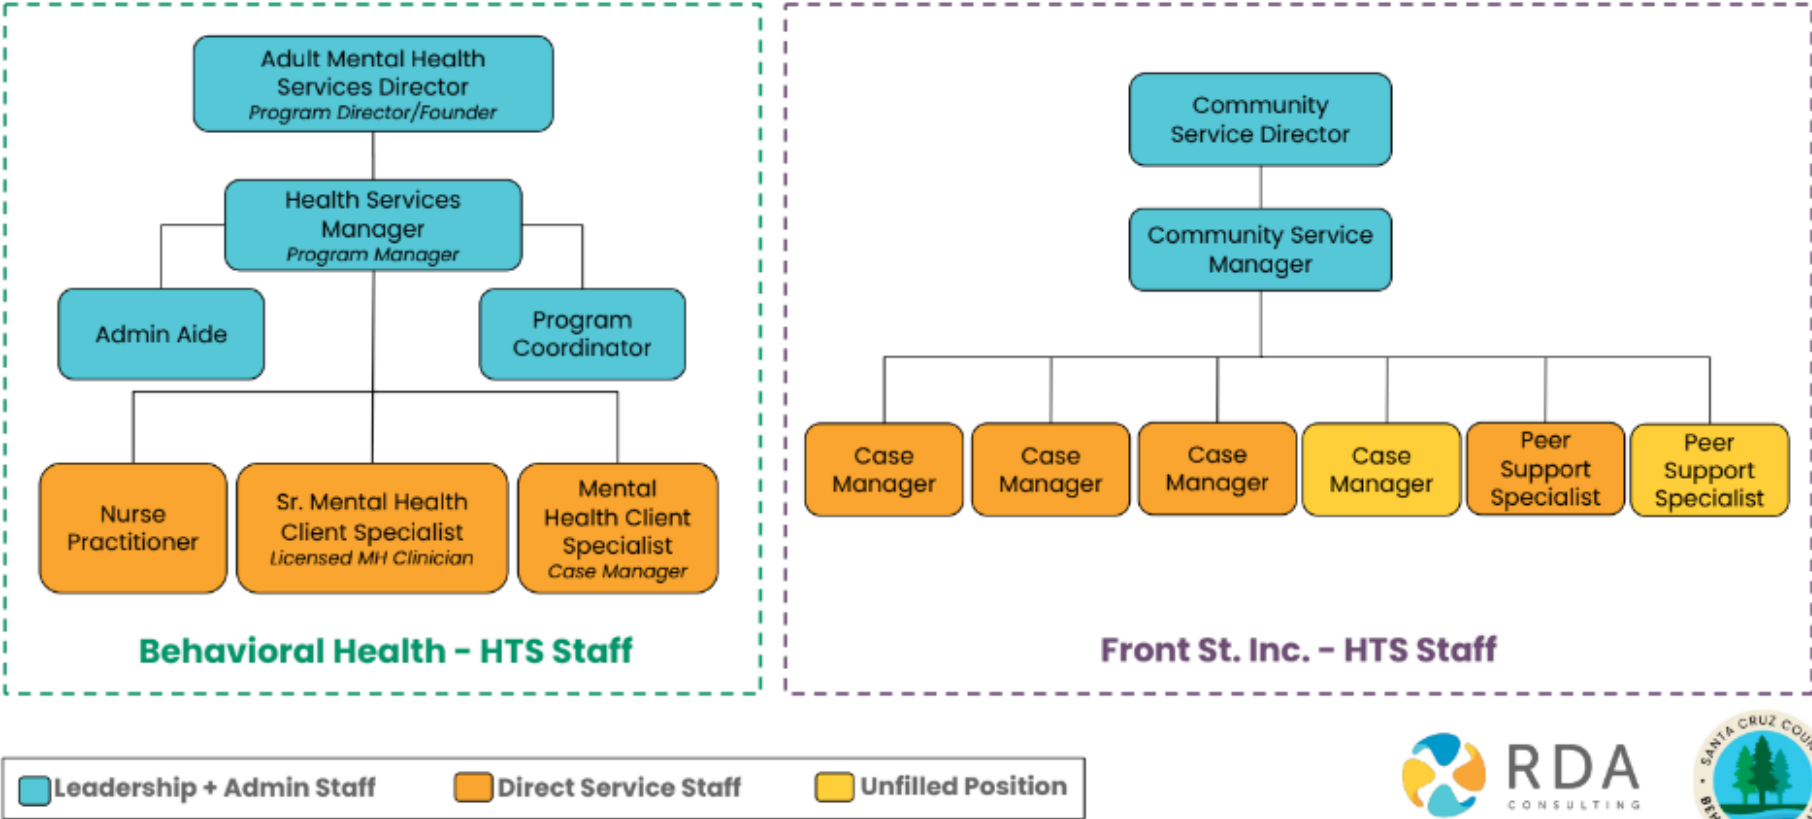 Adult Mental Health
Services Director
Program Director/Founder
Health Services
Manager
Program Manager
Admin Aide
Program
Coordinator
Nurse
Practitioner
Sr. Mental Health
Client Specialist
Licensed MH Clinician
Mental
Health Client
Specialist
Case Manager
Behavioral Health - HTS Staff
Community
Service Director
Community Service
Manager
Case
Manager
Case
Manager
Case
Manager
Case
Manager
Peer
Support
Specialist
Peer
Support
Specialist
Front St. Inc. - HTS Staff
Leadership + Admin Staff
Direct Service Staff
Unfilled Position
RDA
CONSULTING
SANTA CRUZ